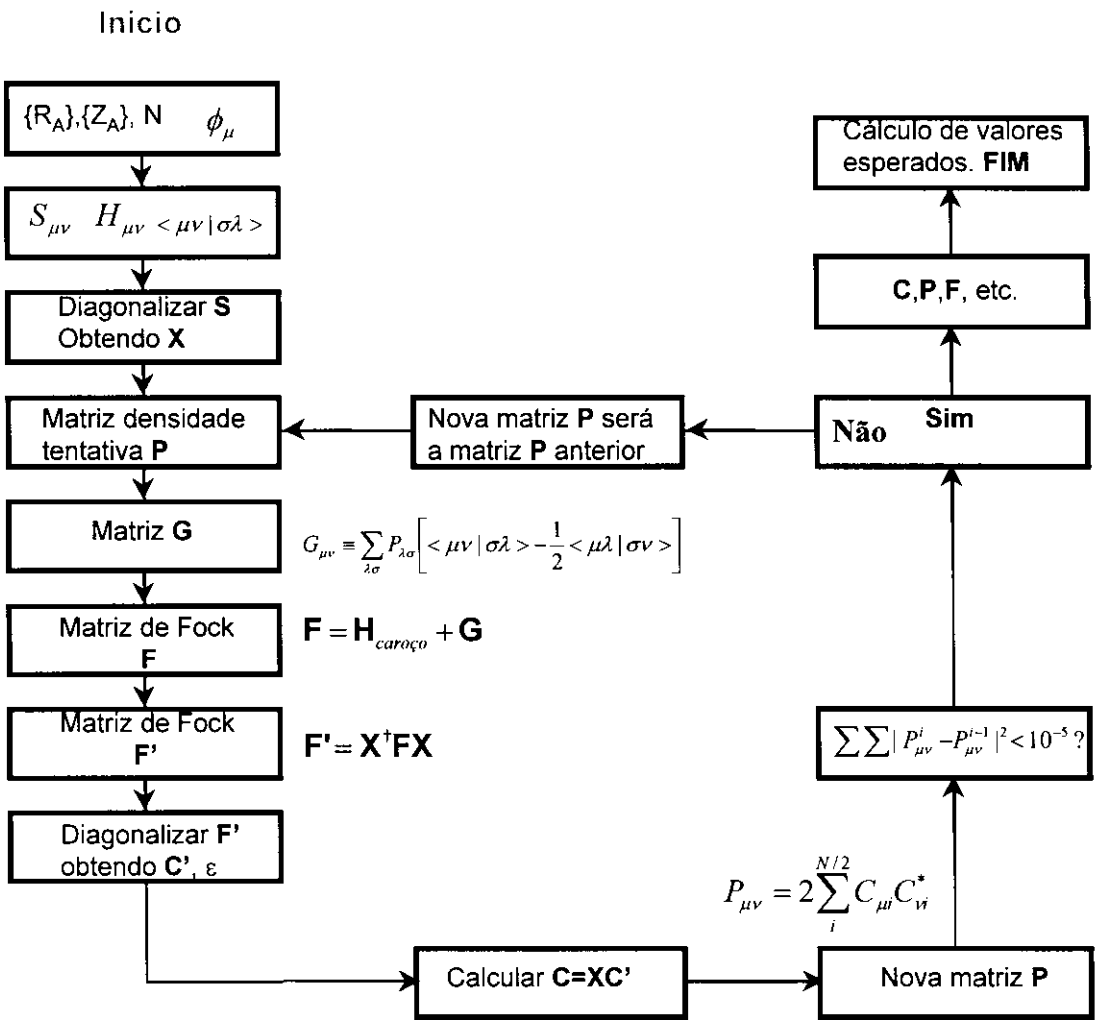 Inicio
{R_A},{Z_A}, N ϕ_μ
S_μν H_μν <μν|σλ>
Diagonalizar S
Obtendo X
Matriz densidade
tentativa P
Matriz G
G_μν ≡ ∑_λσ P_λσ [<μν|σλ> - 1/2 <μλ|σν>]
Matriz de Fock
F
F = H_caroço + G
Matriz de Fock
F'
F' = X†FX
Diagonalizar F'
obtendo C', ε
Calcular C=XC'
Nova matriz P
P_μν = 2 ∑_i^{N/2} C_μi C*_νi
∑∑|P^i_μν - P^{i-1}_μν|² < 10⁻⁵ ?
Não Sim
Nova matriz P será
a matriz P anterior
C,P,F, etc.
Cálculo de valores
esperados. FIM